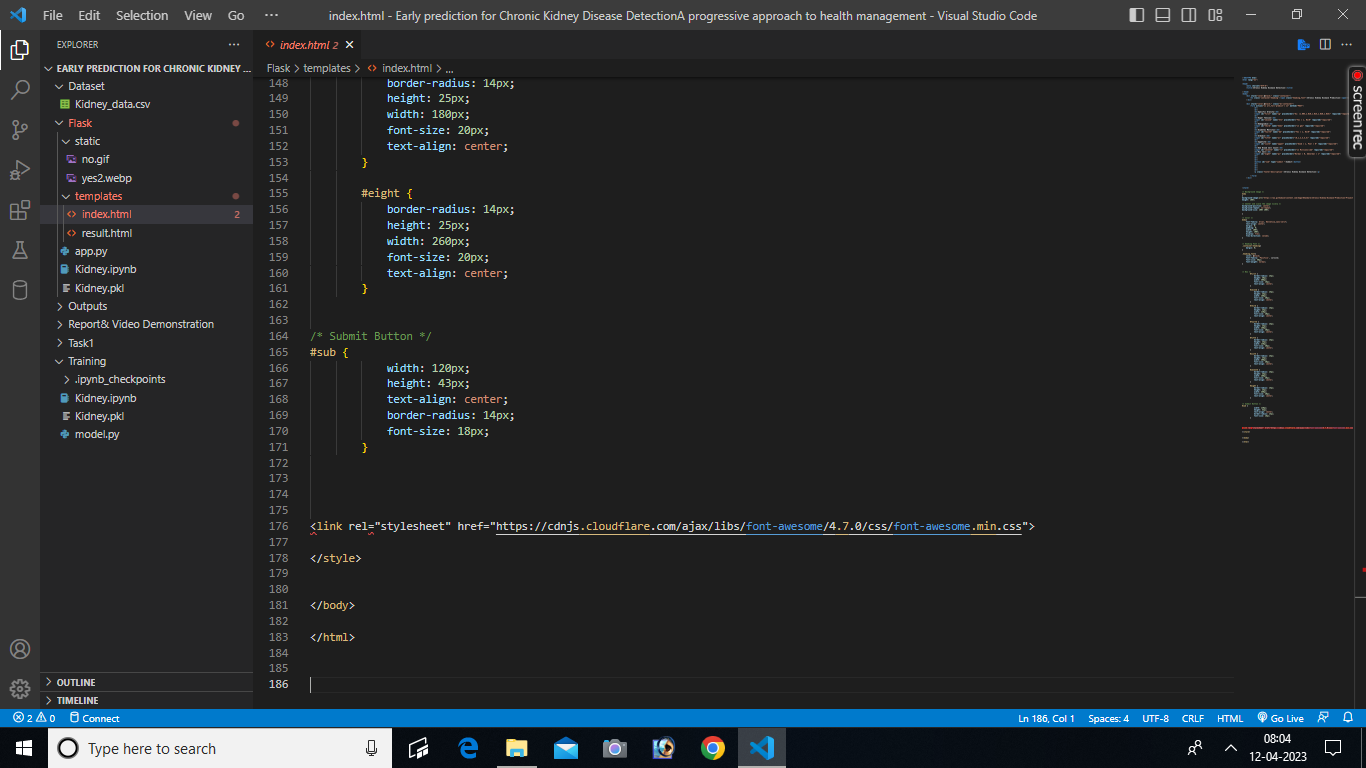 File Edit Selection View Go ··· index.html - Early prediction for Chronic Kidney Disease DetectionA progressive approach to health management - Visual Studio Code
EXPLORER ···
EARLY PREDICTION FOR CHRONIC KIDNEY ...
Dataset
Kidney_data.csv
Flask
static
no.gif
yes2.webp
templates
index.html 2
result.html
app.py
Kidney.ipynb
Kidney.pkl
Outputs
Report& Video Demonstration
Task1
Training
.ipynb_checkpoints
Kidney.ipynb
Kidney.pkl
model.py
OUTLINE
TIMELINE
index.html 2
Flask > templates > index.html > ...
148 border-radius: 14px;
149 height: 25px;
150 width: 180px;
151 font-size: 20px;
152 text-align: center;
153 }
154
155 #eight {
156 border-radius: 14px;
157 height: 25px;
158 width: 260px;
159 font-size: 20px;
160 text-align: center;
161 }
162
163
164 /* Submit Button */
165 #sub {
166 width: 120px;
167 height: 43px;
168 text-align: center;
169 border-radius: 14px;
170 font-size: 18px;
171 }
172
173
174
175
176 <link rel="stylesheet" href="https://cdnjs.cloudflare.com/ajax/libs/font-awesome/4.7.0/css/font-awesome.min.css">
177
178 </style>
179
180
181 </body>
182
183 </html>
184
185
186
screenrec
2 0 Connect Ln 186, Col 1 Spaces: 4 UTF-8 CRLF HTML Go Live
Type here to search
08:04
12-04-2023